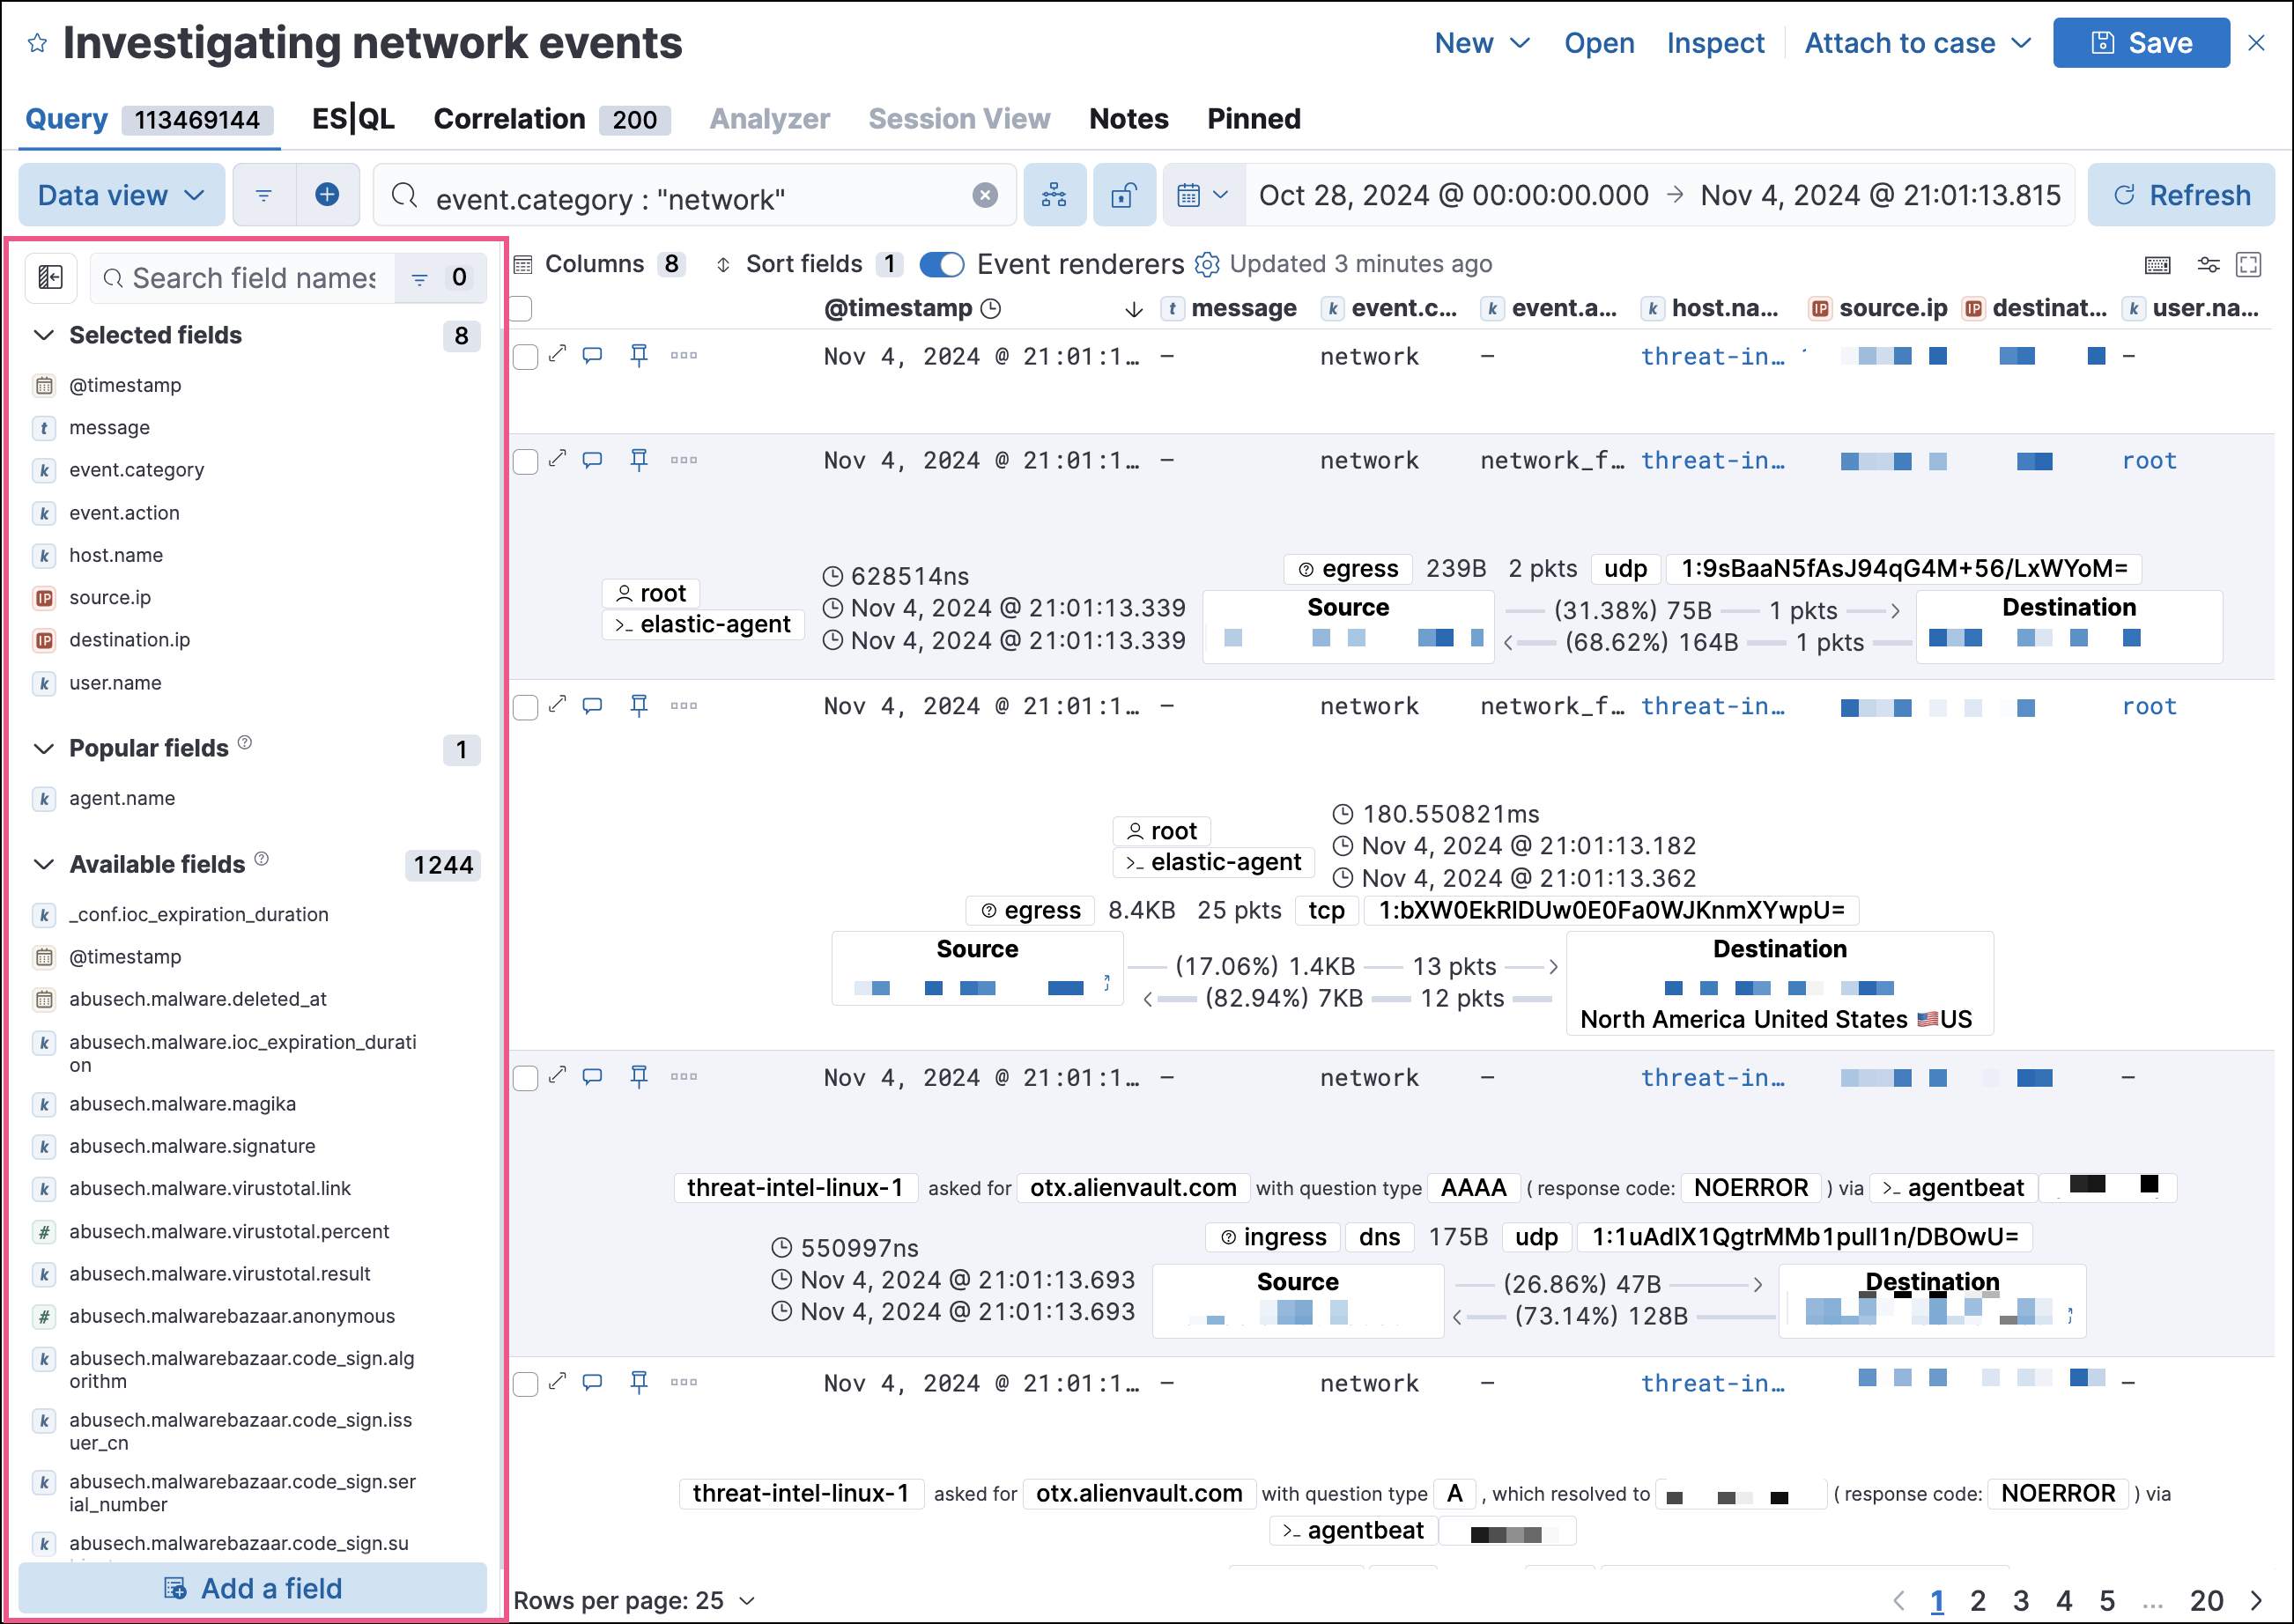 Investigating network events
New Open Inspect Attach to case Save
Query 113469144 ES|QL Correlation 200 Analyzer Session View Notes Pinned
Data view event.category : "network" Oct 28, 2024 @ 00:00:00.000 → Nov 4, 2024 @ 21:01:13.815 Refresh
Search field names 0
Selected fields 8
@timestamp
t message
k event.category
k event.action
k host.name
IP source.ip
IP destination.ip
k user.name
Popular fields 1
k agent.name
Available fields 1244
k _conf.ioc_expiration_duration
@timestamp
abusech.malware.deleted_at
k abusech.malware.ioc_expiration_durati
on
k abusech.malware.magika
k abusech.malware.signature
k abusech.malware.virustotal.link
# abusech.malware.virustotal.percent
k abusech.malware.virustotal.result
# abusech.malwarebazaar.anonymous
k abusech.malwarebazaar.code_sign.alg
orithm
k abusech.malwarebazaar.code_sign.iss
uer_cn
k abusech.malwarebazaar.code_sign.ser
ial_number
k abusech.malwarebazaar.code_sign.su
Add a field
Columns 8 Sort fields 1 Event renderers Updated 3 minutes ago
@timestamp t message k event.c... k event.a... k host.na... IP source.ip IP destinat... k user.na...
Nov 4, 2024 @ 21:01:1... — network — threat-in... —
Nov 4, 2024 @ 21:01:1... — network network_f... threat-in... root
egress 239B 2 pkts udp 1:9sBaaN5fAsJ94qG4M+56/LxWYoM=
628514ns
root
Nov 4, 2024 @ 21:01:13.339
elastic-agent
Nov 4, 2024 @ 21:01:13.339
Source
(31.38%) 75B 1 pkts
(68.62%) 164B 1 pkts
Destination
Nov 4, 2024 @ 21:01:1... — network network_f... threat-in... root
180.550821ms
root
Nov 4, 2024 @ 21:01:13.182
elastic-agent
Nov 4, 2024 @ 21:01:13.362
egress 8.4KB 25 pkts tcp 1:bXW0EkRlDUw0E0Fa0WJKnmXYwpU=
Source
(17.06%) 1.4KB 13 pkts
(82.94%) 7KB 12 pkts
Destination
North America United States 🇺🇸US
Nov 4, 2024 @ 21:01:1... — network — threat-in... —
threat-intel-linux-1 asked for otx.alienvault.com with question type AAAA ( response code: NOERROR ) via >_ agentbeat
ingress dns 175B udp 1:1uAdlX1QgtrMMb1pulI1n/DBOwU=
550997ns
Nov 4, 2024 @ 21:01:13.693
Nov 4, 2024 @ 21:01:13.693
Source
(26.86%) 47B
(73.14%) 128B
Destination
Nov 4, 2024 @ 21:01:1... — network — threat-in... —
threat-intel-linux-1 asked for otx.alienvault.com with question type A , which resolved to ( response code: NOERROR ) via
>_ agentbeat
Rows per page: 25
1 2 3 4 5 ... 20